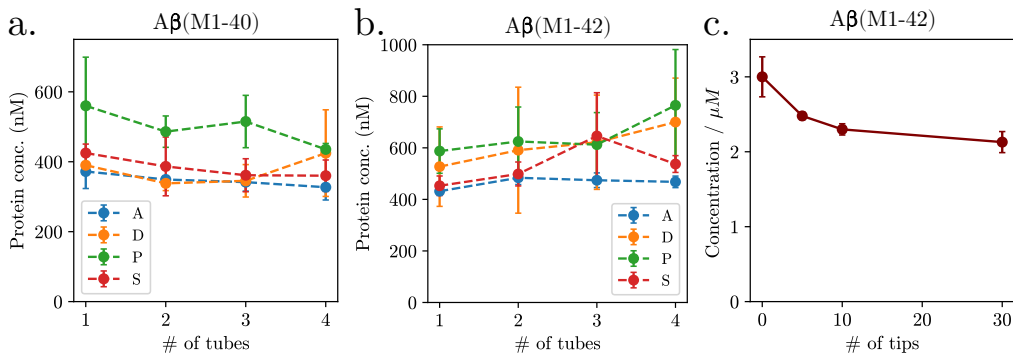 a.
Aβ(M1-40)
Protein conc. (nM)
600
400
200
0
A
D
P
S
1 2 3 4
# of tubes
b.
Aβ(M1-42)
Protein conc. (nM)
1000
800
600
400
200
0
A
D
P
S
1 2 3 4
# of tubes
c.
Aβ(M1-42)
Concentration / μM
3
2
1
0
0 10 20 30
# of tips